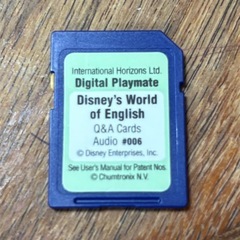 International Horizons Ltd.
Digital Playmate
Disney's World
of English
Q&A Cards
Audio #006
© Disney Enterprises, Inc.
See User's Manual for Patent Nos.
© Chumtronix N.V.